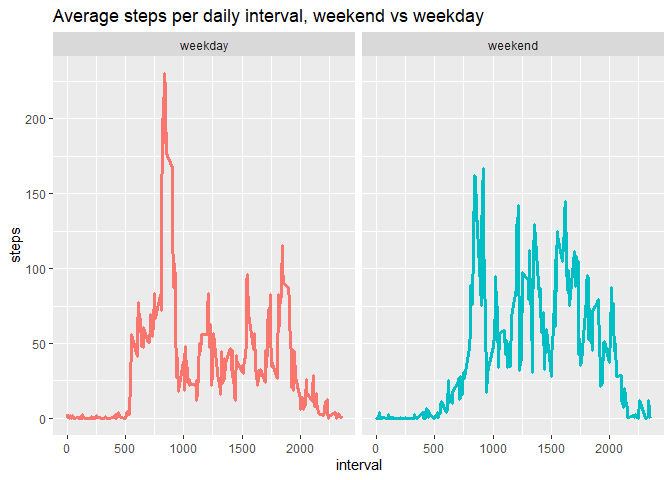 Average steps per daily interval, weekend vs weekday
weekday weekend
200
150
100
50
0
steps
0 500 1000 1500 2000 0 500 1000 1500 2000
interval